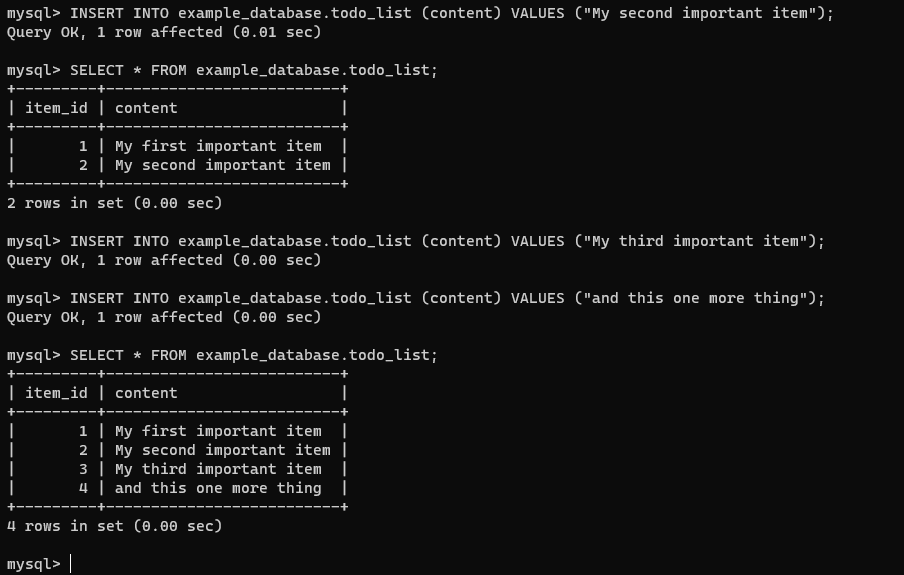 mysql> INSERT INTO example_database.todo_list (content) VALUES ("My second important item");
Query OK, 1 row affected (0.01 sec)
mysql> SELECT * FROM example_database.todo_list;
+---------+--------------------------+
| item_id | content                  |
+---------+--------------------------+
|       1 | My first important item  |
|       2 | My second important item |
+---------+--------------------------+
2 rows in set (0.00 sec)
mysql> INSERT INTO example_database.todo_list (content) VALUES ("My third important item");
Query OK, 1 row affected (0.00 sec)
mysql> INSERT INTO example_database.todo_list (content) VALUES ("and this one more thing");
Query OK, 1 row affected (0.00 sec)
mysql> SELECT * FROM example_database.todo_list;
+---------+--------------------------+
| item_id | content                  |
+---------+--------------------------+
|       1 | My first important item  |
|       2 | My second important item |
|       3 | My third important item  |
|       4 | and this one more thing  |
+---------+--------------------------+
4 rows in set (0.00 sec)
mysql>